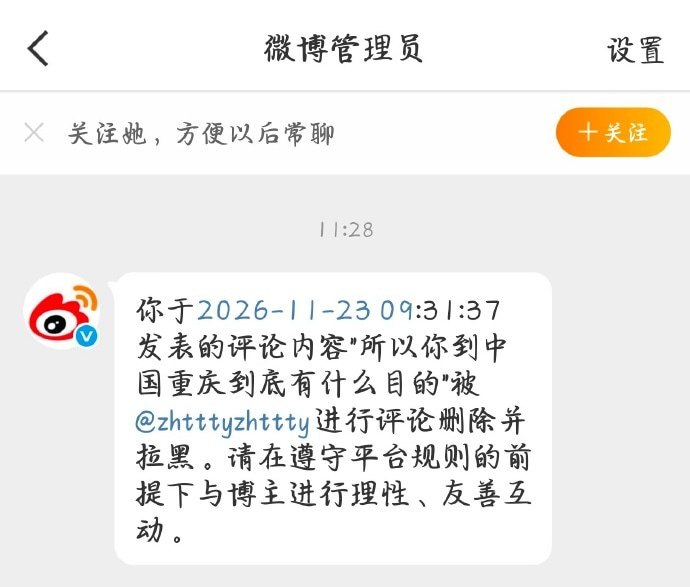 微博管理员
设置
关注她，方便以后常聊
+关注
11:28
你于2026-11-23 09:31:37
发表的评论内容"所以你到中
国重庆到底有什么目的"被
@zhtttyzhttty进行评论删除并
拉黑。请在遵守平台规则的前
提下与博主进行理性、友善互
动。